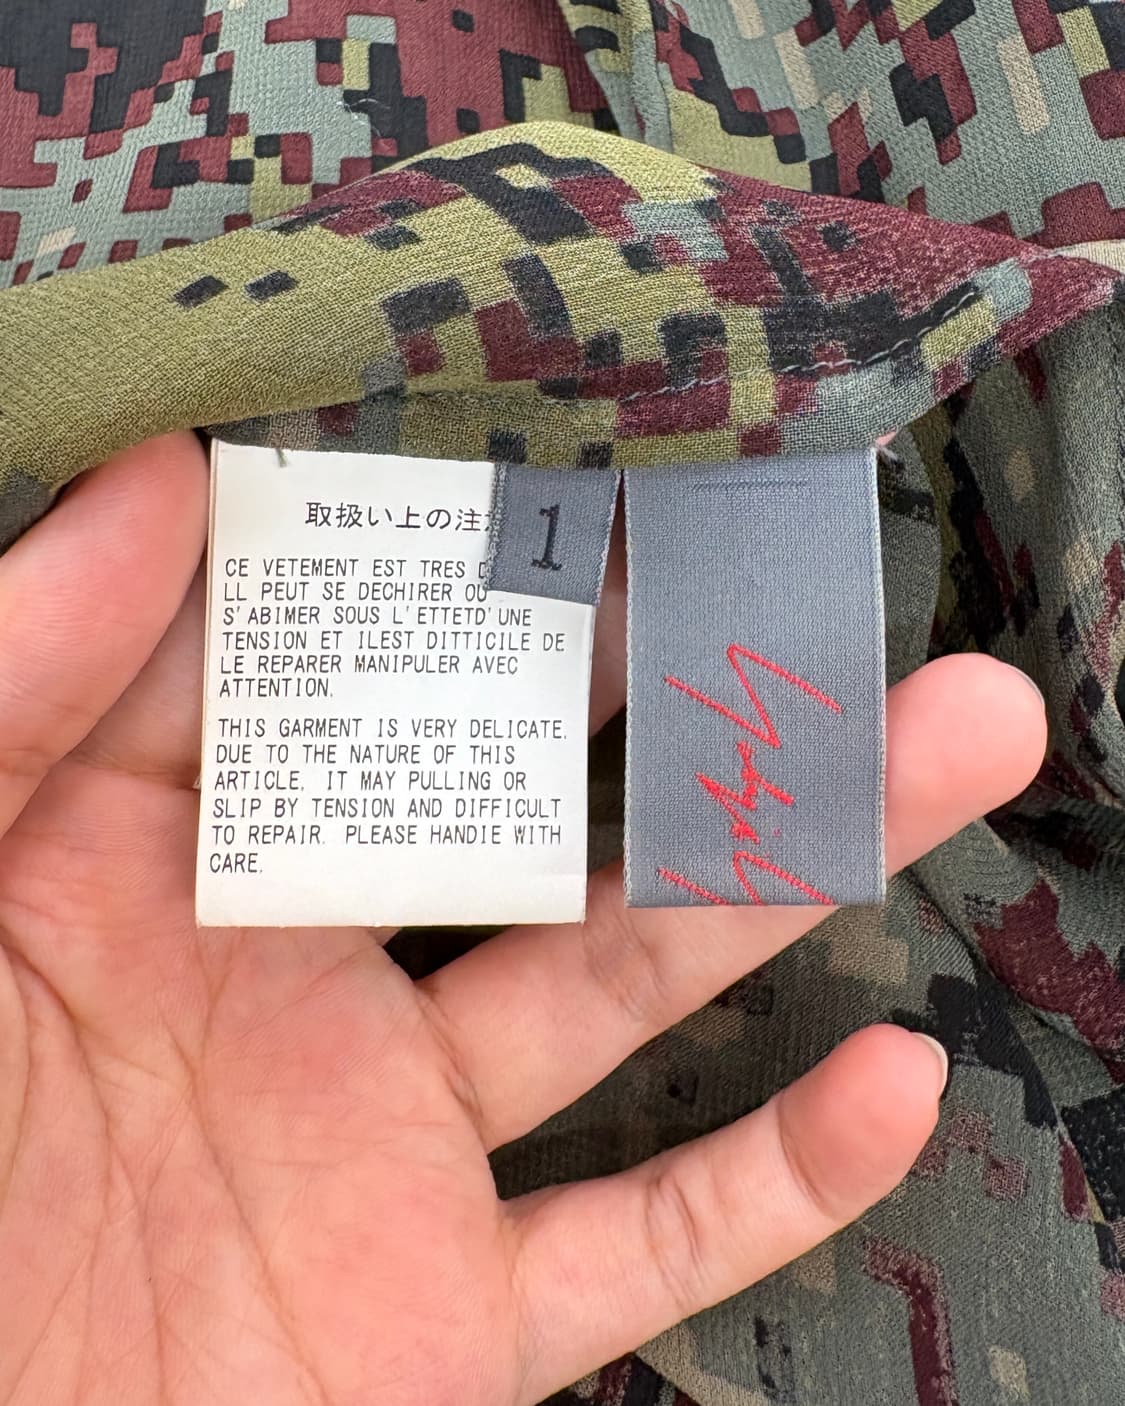 取扱い上の注
1
CE VETEMENT EST TRES
LL PEUT SE DECHIRER OU
S'ABIMER SOUS L'ETTETD'UNE
TENSION ET ILEST DITTICILE DE
LE REPARER MANIPULER AVEC
ATTENTION.
THIS GARMENT IS VERY DELICATE.
DUE TO THE NATURE OF THIS
ARTICLE, IT MAY PULLING OR
SLIP BY TENSION AND DIFFICULT
TO REPAIR. PLEASE HANDIE WITH
CARE.